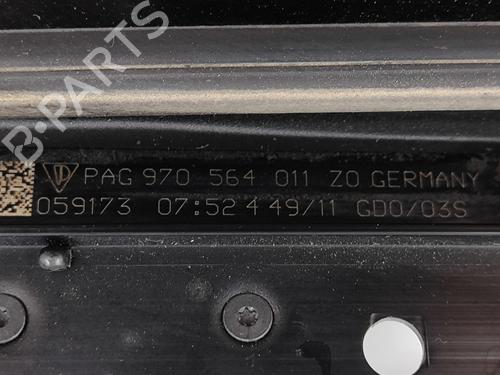 PAG 970 564 011 Z0 GERMANY
059173 07:52 4 49/11 GD0/03S
B-PARTS